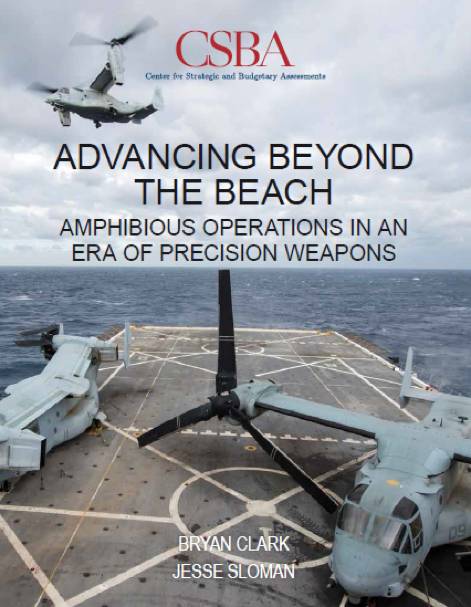 CSBA
Center for Strategic and Budgetary Assessments
ADVANCING BEYOND
THE BEACH
AMPHIBIOUS OPERATIONS IN AN
ERA OF PRECISION WEAPONS
BRYAN CLARK
JESSE SLOMAN